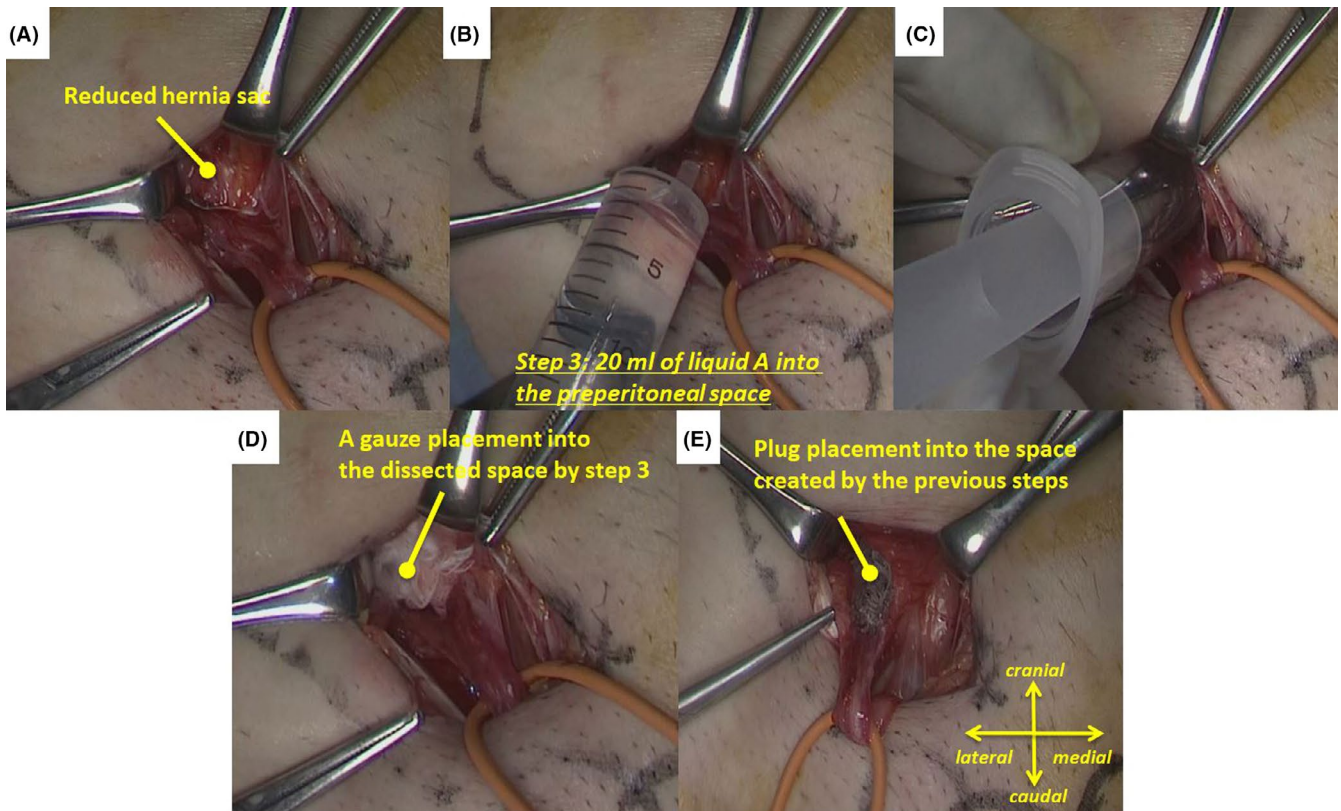 (A)
Reduced hernia sac
(B)
5
Step 3; 20 ml of liquid A into
the preperitoneal space
(C)
(D)
A gauze placement into
the dissected space by step 3
(E)
Plug placement into the space
created by the previous steps
cranial
lateral medial
caudal